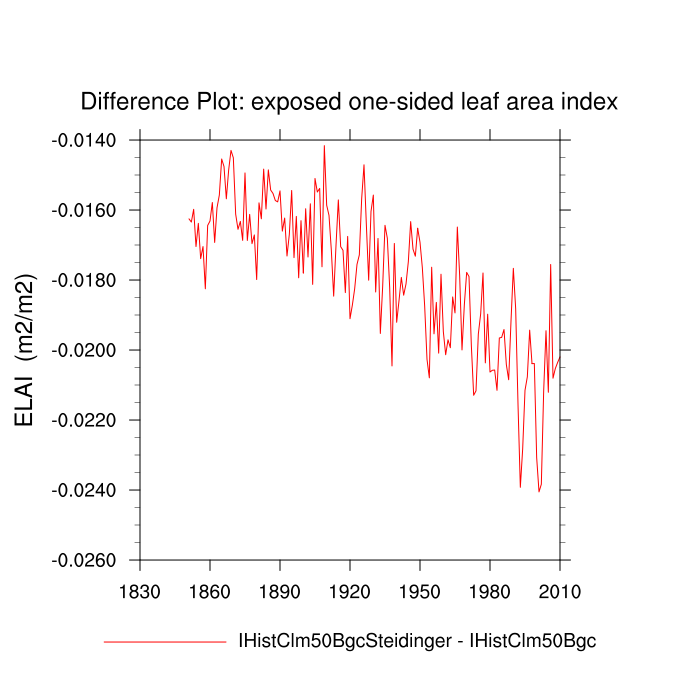 Difference Plot: exposed one-sided leaf area index
-0.0140
-0.0160
-0.0180
-0.0200
-0.0220
-0.0240
-0.0260
ELAI (m2/m2)
1830 1860 1890 1920 1950 1980 2010
IHistClm50BgcSteidinger - IHistClm50Bgc